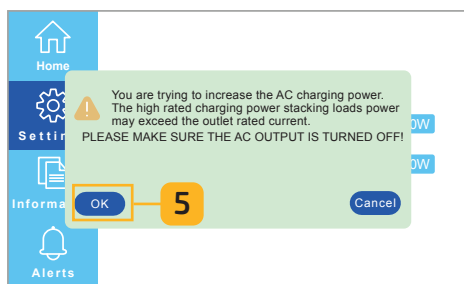 Home
You are trying to increase the AC charging power.
The high rated charging power stacking loads power
may exceed the outlet rated current.
PLEASE MAKE SURE THE AC OUTPUT IS TURNED OFF!
Settin
0W
0W
Informa
OK
5
Cancel
Alerts